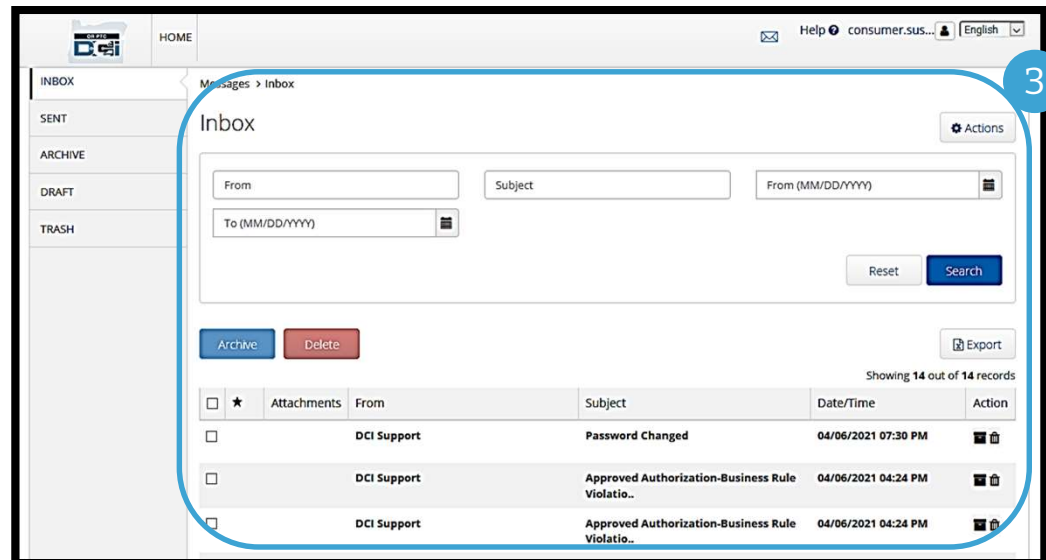 OR PTC
DCi
HOME
Help
consumer.sus...
English
INBOX
SENT
ARCHIVE
DRAFT
TRASH
Messages > Inbox
3
Inbox
Actions
From
Subject
From (MM/DD/YYYY)
To (MM/DD/YYYY)
Reset
Search
Archive
Delete
Export
Showing 14 out of 14 records
Attachments From Subject Date/Time Action
DCI Support Password Changed 04/06/2021 07:30 PM
DCI Support Approved Authorization-Business Rule 04/06/2021 04:24 PM
Violatio..
DCI Support Approved Authorization-Business Rule 04/06/2021 04:24 PM
Violatio..